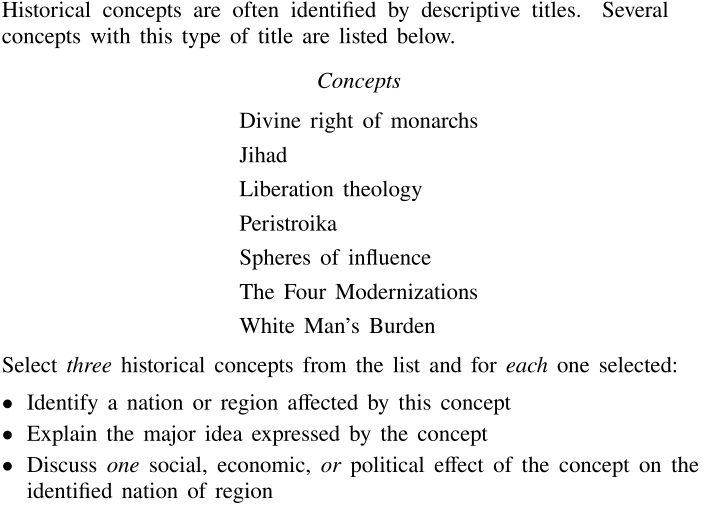 Historical concepts are often identified by descriptive titles. Several
concepts with this type of title are listed below.
Concepts
Divine right of monarchs
Jihad
Liberation theology
Peristroika
Spheres of influence
The Four Modernizations
White Man's Burden
Select three historical concepts from the list and for each one selected:
• Identify a nation or region affected by this concept
• Explain the major idea expressed by the concept
• Discuss one social, economic, or political effect of the concept on the
identified nation of region